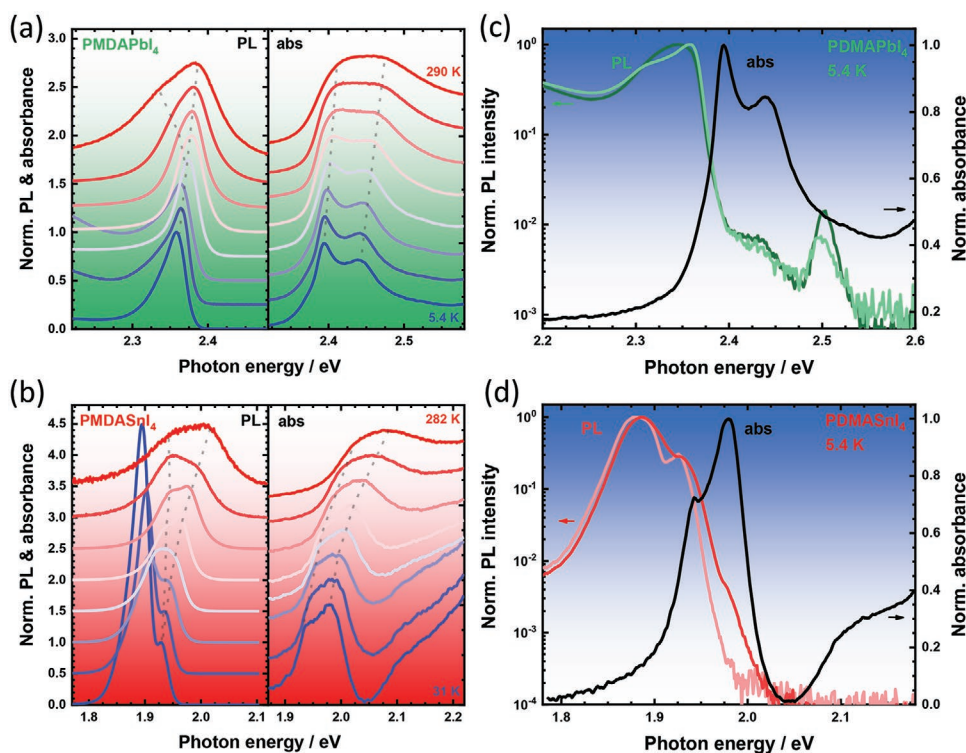 (a)
PMDAPbI4 PL abs
290 K
5.4 K
Norm. PL & absorbance
3.0
2.5
2.0
1.5
1.0
0.5
0.0
2.3 2.4 2.4 2.5
Photon energy / eV
(c)
PDMAPbI4
5.4 K
PL
abs
Norm. PL intensity
10^0
10^-1
10^-2
10^-3
Norm. absorbance
1.0
0.9
0.8
0.7
0.6
0.5
0.4
0.3
0.2
2.2 2.3 2.4 2.5 2.6
Photon energy / eV
(b)
PMDASnI4 PL abs
282 K
31 K
Norm. PL & absorbance
4.5
4.0
3.5
3.0
2.5
2.0
1.5
1.0
0.5
0.0
1.8 1.9 2.0 2.1 1.9 2.0 2.1 2.2
Photon energy / eV
(d)
PDMASnI4
5.4 K
PL
abs
Norm. PL intensity
10^0
10^-1
10^-2
10^-3
10^-4
Norm. absorbance
1.0
0.8
0.6
0.4
0.2
0.0
1.8 1.9 2.0 2.1
Photon energy / eV